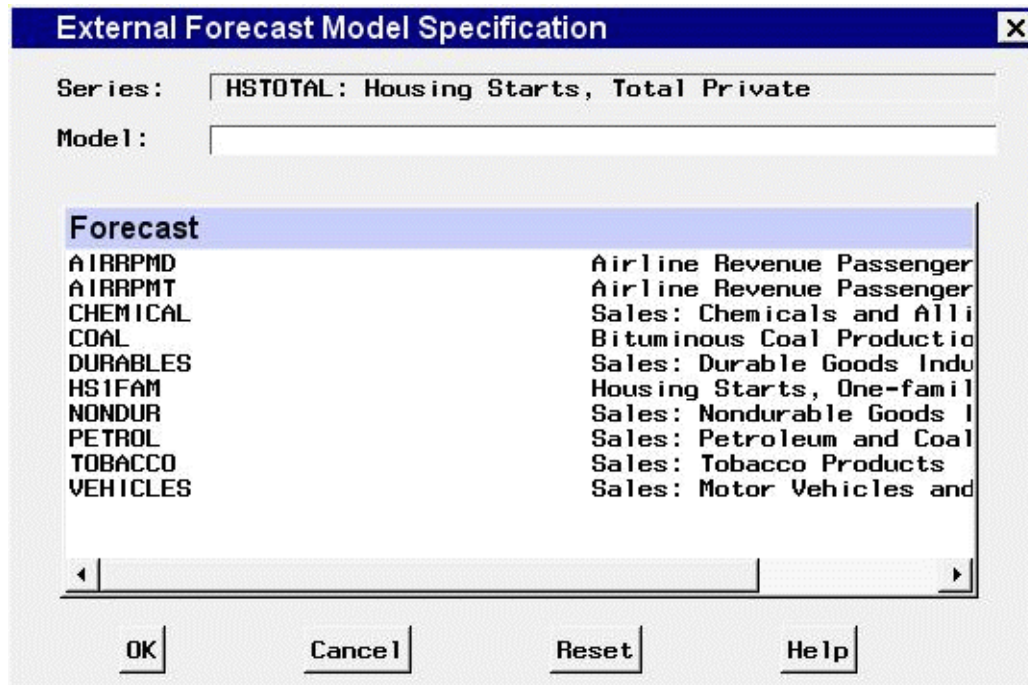 External Forecast Model Specification
Series: HSTOTAL: Housing Starts, Total Private
Model:
Forecast
AIRRPMD Airline Revenue Passenger
AIRRPMT Airline Revenue Passenger
CHEMICAL Sales: Chemicals and Alli
COAL Bituminous Coal Productio
DURABLES Sales: Durable Goods Indu
HS1FAM Housing Starts, One-famil
NONDUR Sales: Nondurable Goods I
PETROL Sales: Petroleum and Coal
TOBACCO Sales: Tobacco Products
VEHICLES Sales: Motor Vehicles and
OK Cancel Reset Help